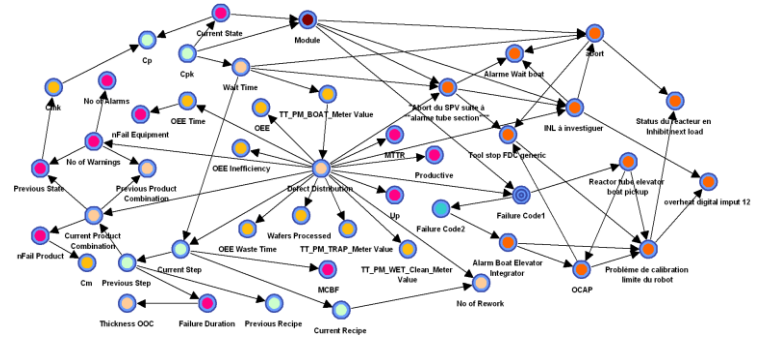 Current State
Cp
Module
Cpk
abort
Alarme Wait boat
Wait Time
Cmk
No of Alarms
OEE Time
OEE
TT_PM_BOAT_Meter Value
"Abort du SPV suite à
alarme tube section"
INL à investiguer
Status du réacteur en
Inhibit next load
nFail Equipment
No of Warnings
OEE Inefficiency
MTTR
Tool stop FDC generic
Productive
Previous State
Previous Product
Combination
Defect Distribution
Reactor tube elevator
boat pickup
overheat digital imput 12
Up
Failure Code1
Current Product
Combination
Failure Code2
Wafers Processed
nFail Product
OEE Waste Time
TT_PM_TRAP_Meter Value
Current Step
Alarm Boat Elevator
Integrator
Problème de calibration
limite du robot
Cm
Previous Step
TT_PM_WET_Clean_Meter
Value
MCBF
OCAP
No of Rework
Thickness OOC
Failure Duration
Previous Recipe
Current Recipe